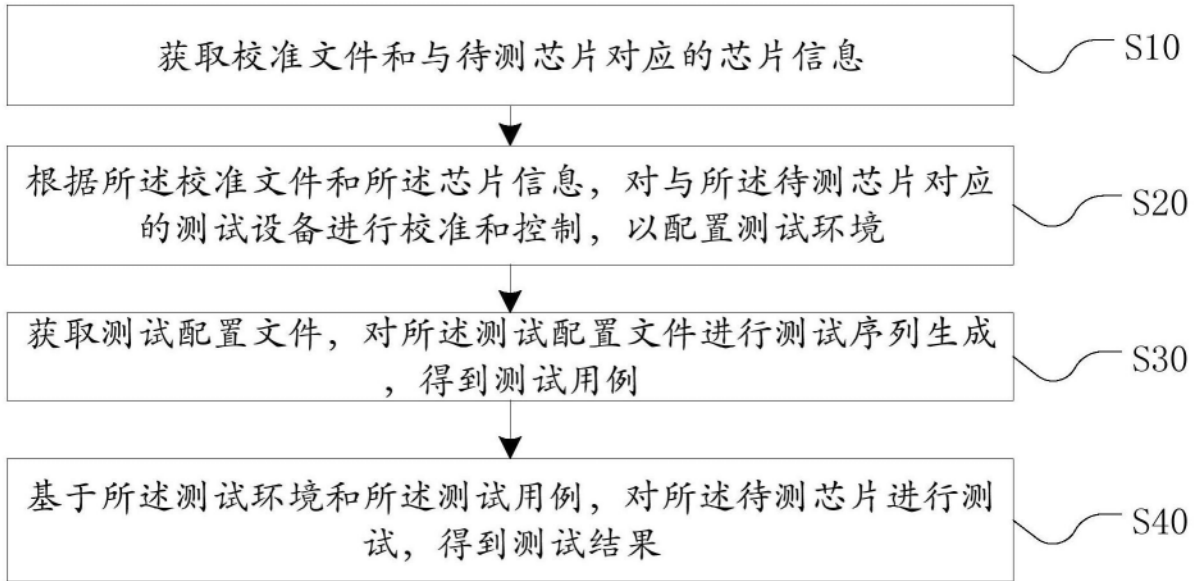 获取校准文件和与待测芯片对应的芯片信息
S10
根据所述校准文件和所述芯片信息，对与所述待测芯片对应
的测试设备进行校准和控制，以配置测试环境
S20
获取测试配置文件，对所述测试配置文件进行测试序列生成
，得到测试用例
S30
基于所述测试环境和所述测试用例，对所述待测芯片进行测
试，得到测试结果
S40